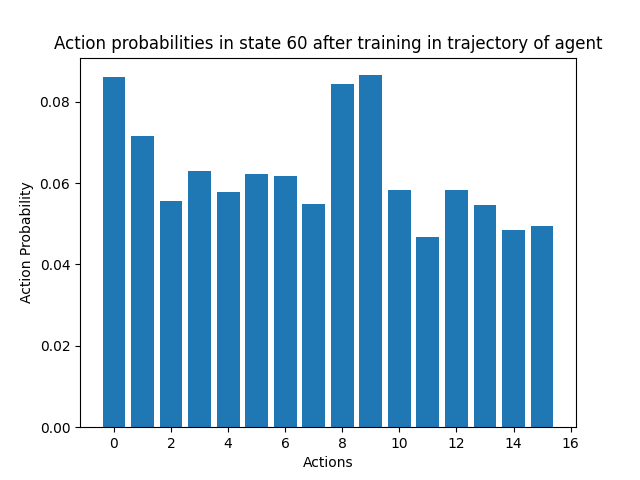 Action probabilities in state 60 after training in trajectory of agent
0.08
0.06
0.04
0.02
0.00
Action Probability
0 2 4 6 8 10 12 14 16
Actions